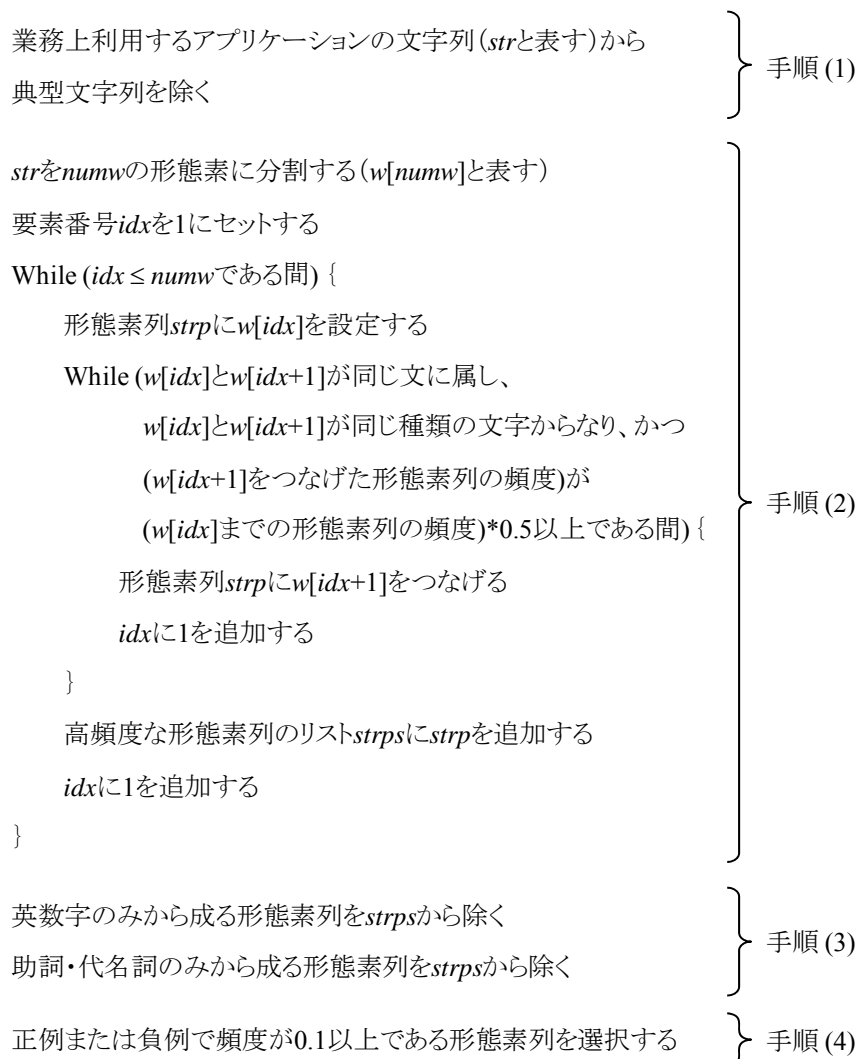 業務上利用するアプリケーションの文字列(strと表す)から
典型文字列を除く
手順 (1)
strをnumwの形態素に分割する(w[numw]と表す)
要素番号idxを1にセットする
While (idx ≤ numwである間) {
形態素列strpにw[idx]を設定する
While (w[idx]とw[idx+1]が同じ文に属し、
w[idx]とw[idx+1]が同じ種類の文字からなり、かつ
(w[idx+1]をつなげた形態素列の頻度)が
(w[idx]までの形態素列の頻度)*0.5以上である間) {
形態素列strpにw[idx+1]をつなげる
idxに1を追加する
}
高頻度な形態素列のリストstrpsにstrpを追加する
idxに1を追加する
}
手順 (2)
英数字のみから成る形態素列をstrpsから除く
助詞・代名詞のみから成る形態素列をstrpsから除く
手順 (3)
正例または負例で頻度が0.1以上である形態素列を選択する
手順 (4)